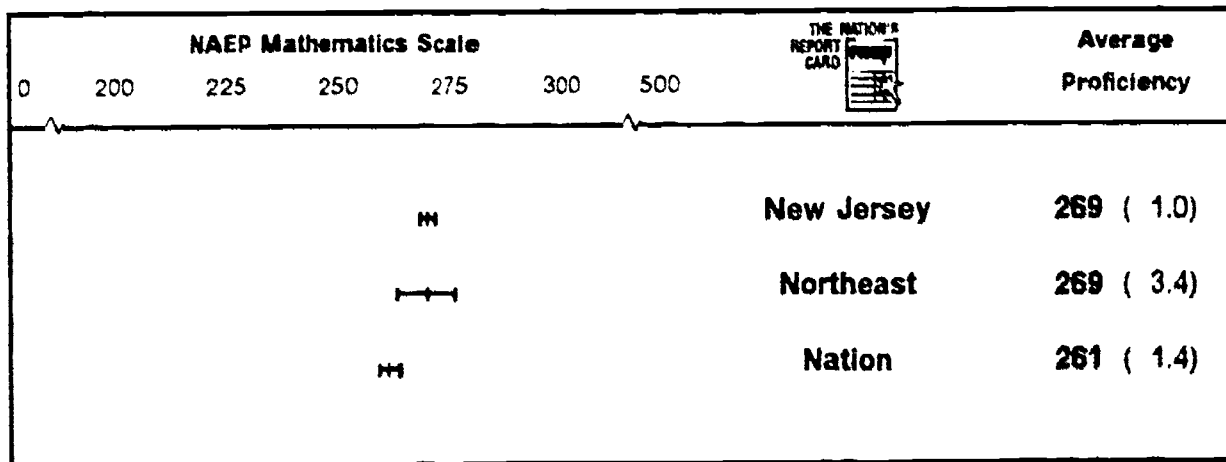 NAEP Mathematics Scale
0 200 225 250 275 300 500
THE NATION'S
REPORT
CARD
Average
Proficiency
New Jersey 269 ( 1.0)
Northeast 269 ( 3.4)
Nation 261 ( 1.4)